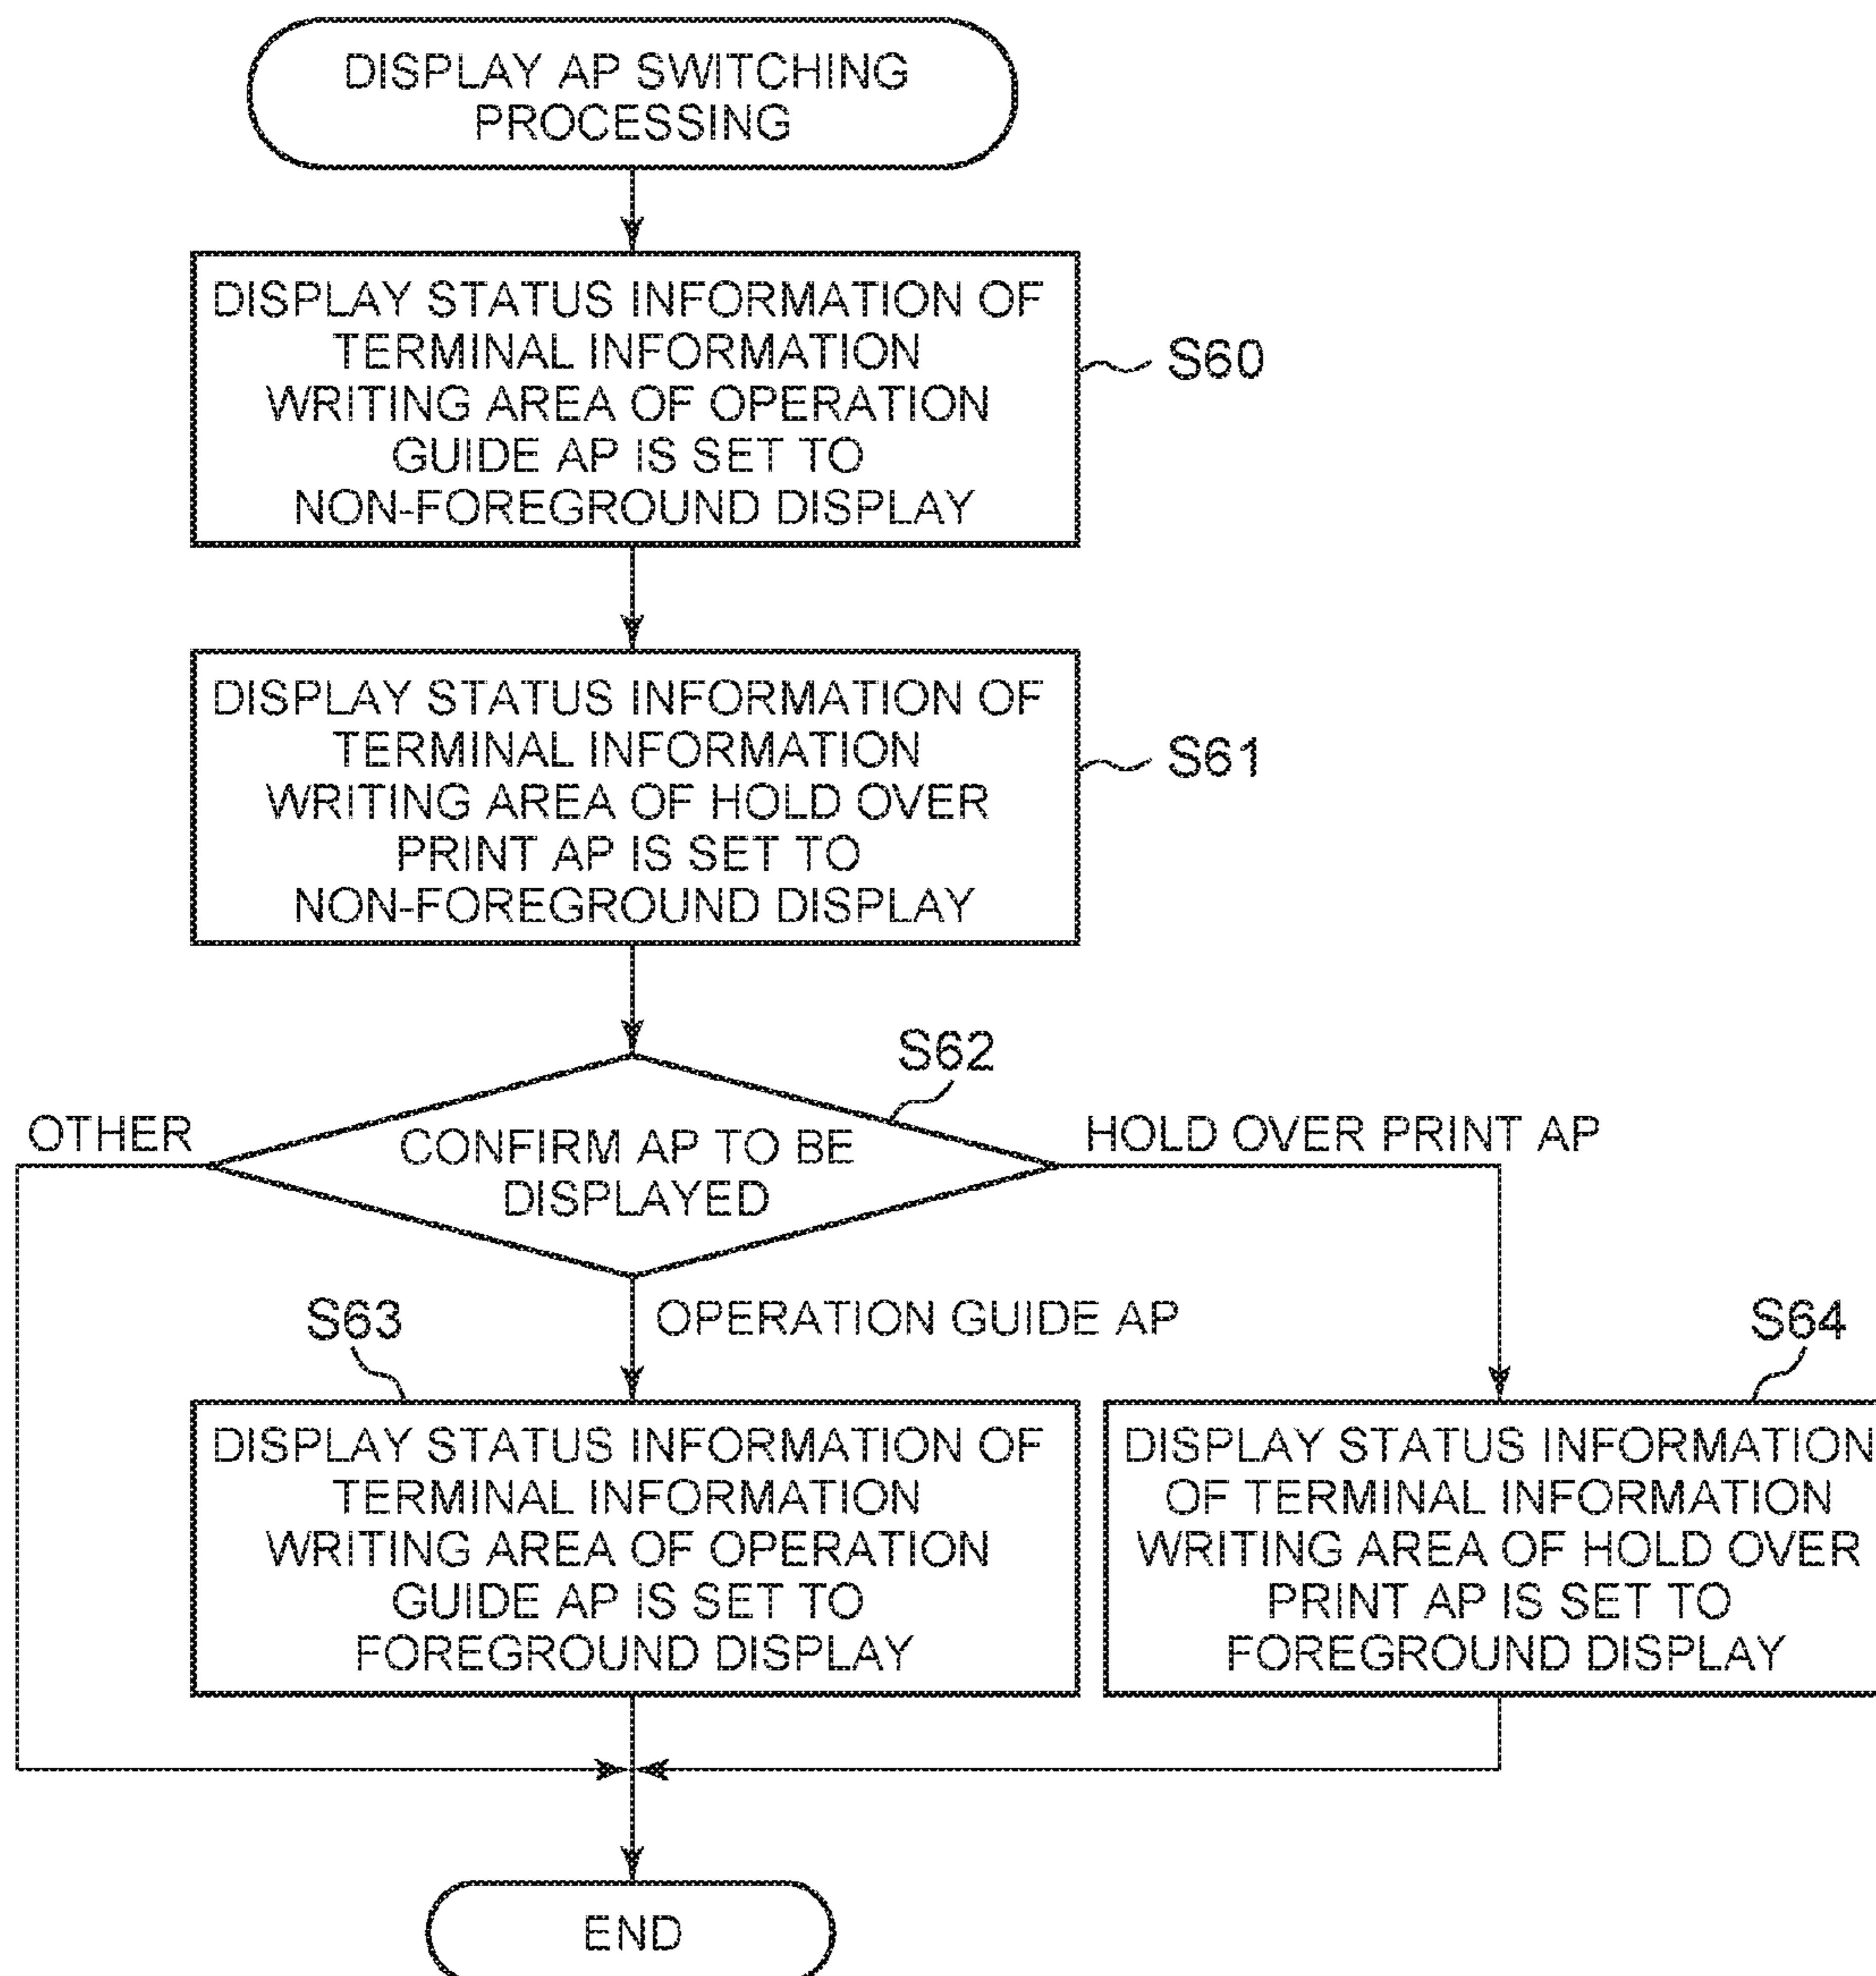 DISPLAY AP SWITCHING
PROCESSING
DISPLAY STATUS INFORMATION OF
TERMINAL INFORMATION
WRITING AREA OF OPERATION
GUIDE AP IS SET TO
NON-FOREGROUND DISPLAY
S60
DISPLAY STATUS INFORMATION OF
TERMINAL INFORMATION
WRITING AREA OF HOLD OVER
PRINT AP IS SET TO
NON-FOREGROUND DISPLAY
S61
S62
OTHER
CONFIRM AP TO BE
DISPLAYED
HOLD OVER PRINT AP
OPERATION GUIDE AP
S63
DISPLAY STATUS INFORMATION OF
TERMINAL INFORMATION
WRITING AREA OF OPERATION
GUIDE AP IS SET TO
FOREGROUND DISPLAY
S64
DISPLAY STATUS INFORMATION
OF TERMINAL INFORMATION
WRITING AREA OF HOLD OVER
PRINT AP IS SET TO
FOREGROUND DISPLAY
END